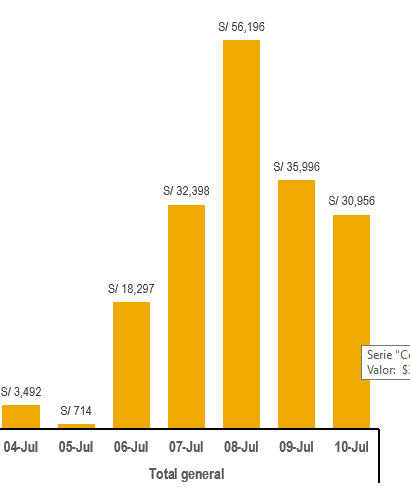 S/ 56,196
S/ 35,996
S/ 32,398
S/ 30,956
S/ 18,297
S/ 3,492
S/ 714
Serie "C
Valor: $3
04-Jul 05-Jul 06-Jul 07-Jul 08-Jul 09-Jul 10-Jul
Total general